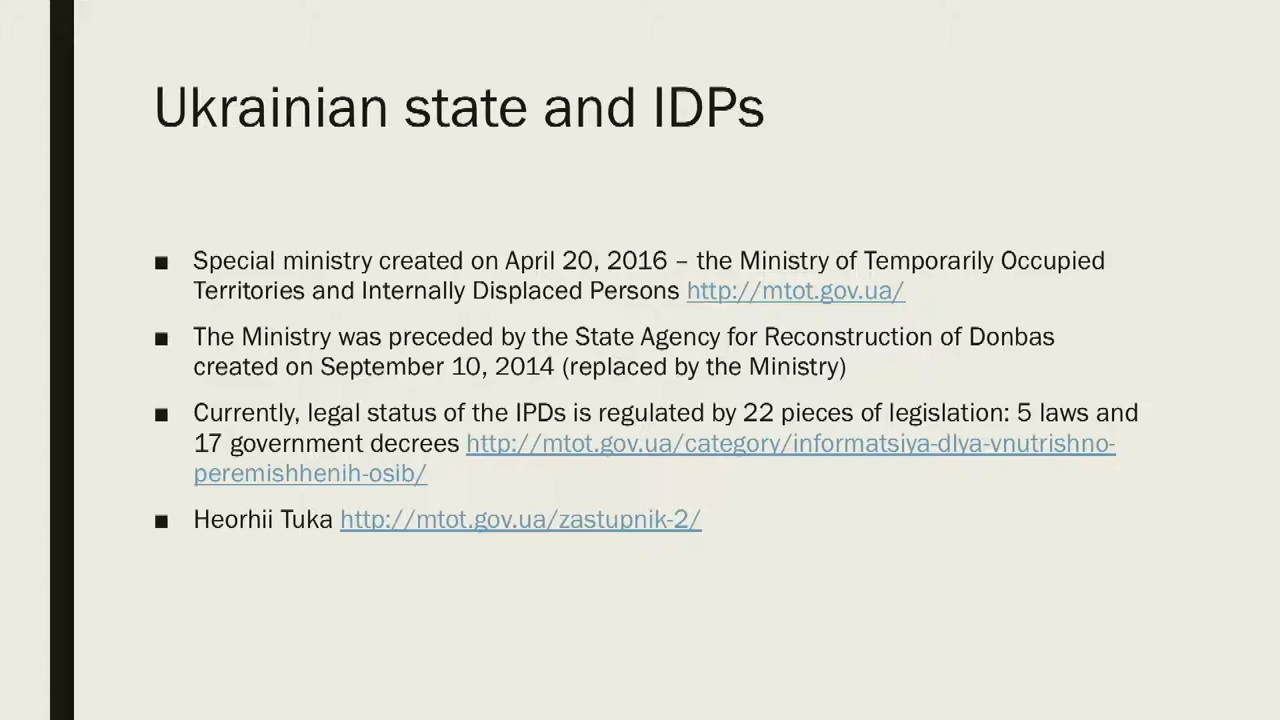 Ukrainian state and IDPs
■ Special ministry created on April 20, 2016 – the Ministry of Temporarily Occupied
Territories and Internally Displaced Persons http://mtot.gov.ua/
■ The Ministry was preceded by the State Agency for Reconstruction of Donbas
created on September 10, 2014 (replaced by the Ministry)
■ Currently, legal status of the IPDs is regulated by 22 pieces of legislation: 5 laws and
17 government decrees http://mtot.gov.ua/category/informatsiya-dlya-vnutrishno-
peremishhenih-osib/
■ Heorhii Tuka http://mtot.gov.ua/zastupnik-2/